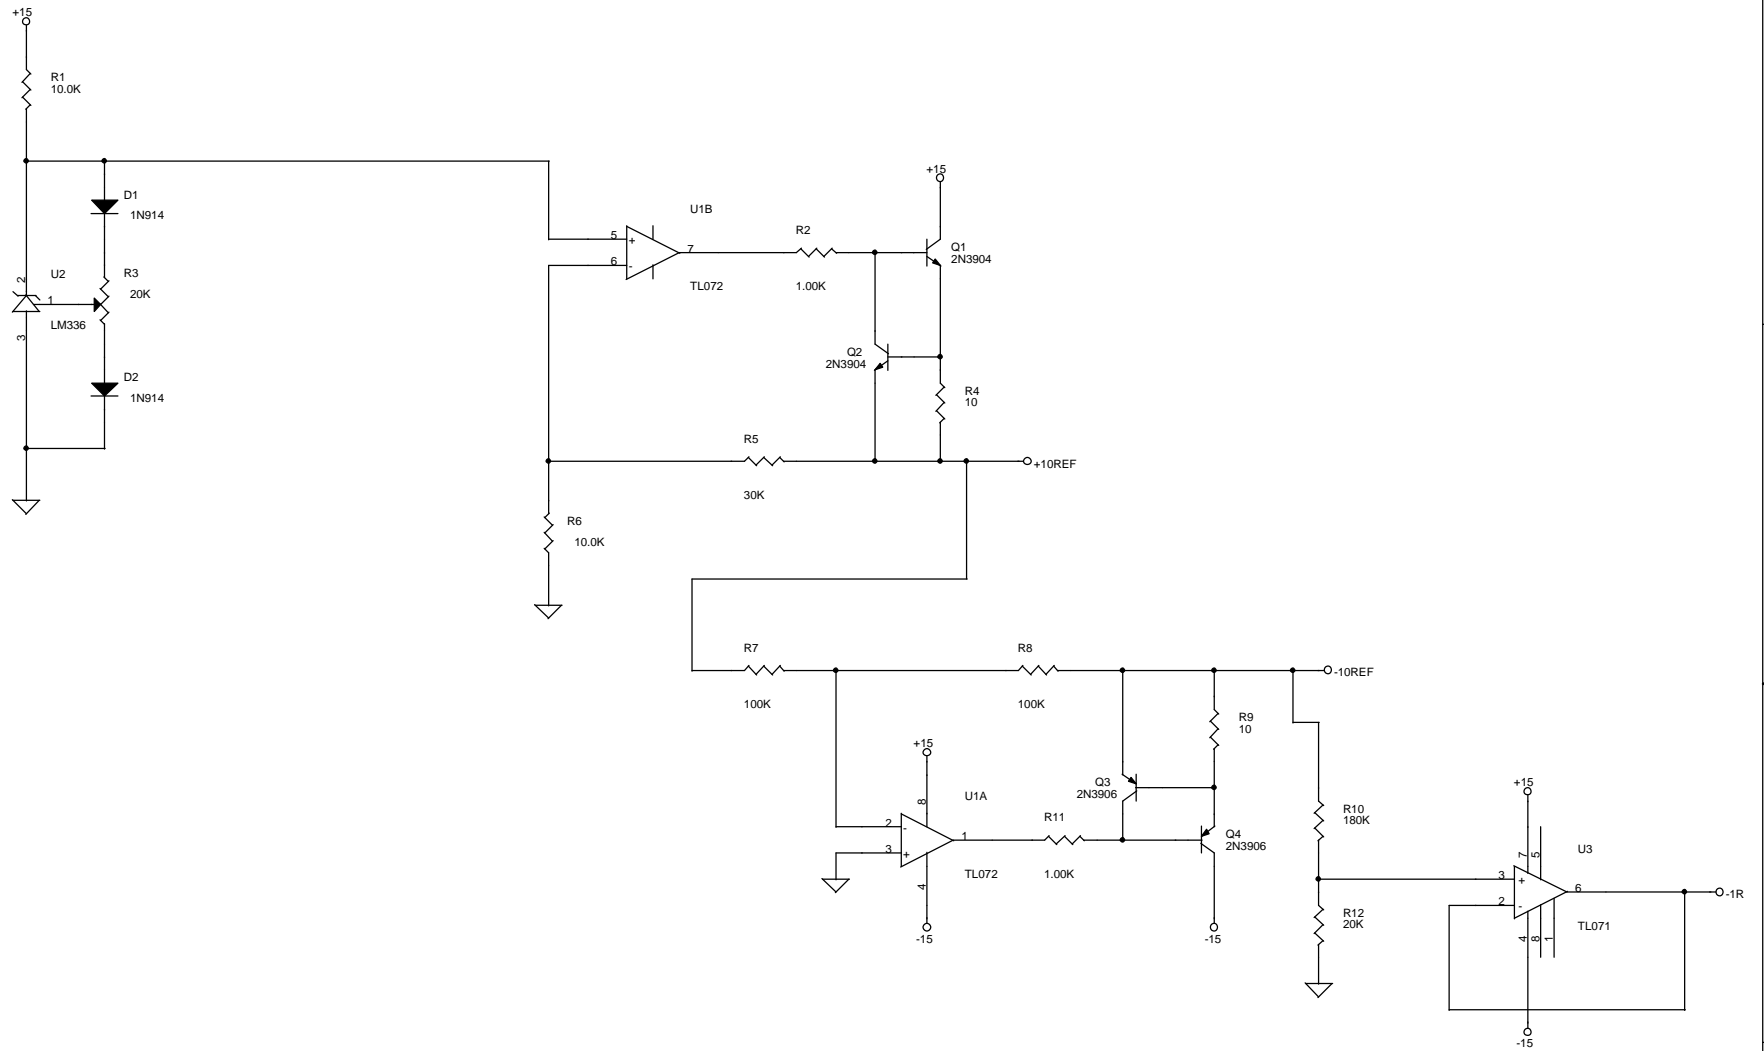 +15
R1
10.0K
D1
1N914
2
U2
1
LM336
3
R3
20K
D2
1N914
5
+
6
-
U1B
7
TL072
R2
1.00K
+15
Q1
2N3904
Q2
2N3904
R4
10
R5
30K
+10REF
R6
10.0K
R7
100K
R8
100K
-10REF
R9
10
+15
8
U1A
2
-
3
+
1
4
TL072
-15
R11
1.00K
Q3
2N3906
Q4
2N3906
-15
R10
180K
R12
20K
+15
7
5
U3
3
+
2
-
6
-1R
TL071
4
8
1
-15